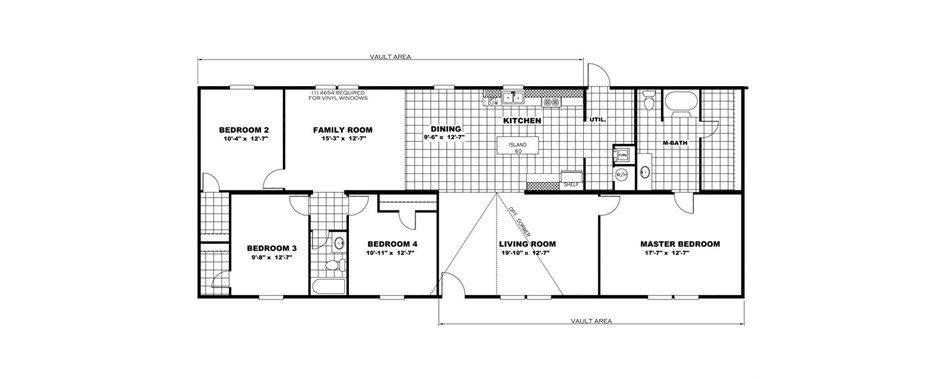 VAULT AREA
(1) 4654 REQUIRED
FOR VINYL WINDOWS
BEDROOM 2
10'-4" x 12'-7"
FAMILY ROOM
15'-3" x 12'-7"
DINING
9'-6" x 12'-7"
KITCHEN
ISLAND
60
SHELF
UTIL.
W/H
M-BATH
BEDROOM 3
9'-8" x 12'-7"
BEDROOM 4
10'-11" x 12'-7"
OPT. DORMER
LIVING ROOM
19'-10" x 12'-7"
MASTER BEDROOM
17'-7" x 12'-7"
VAULT AREA